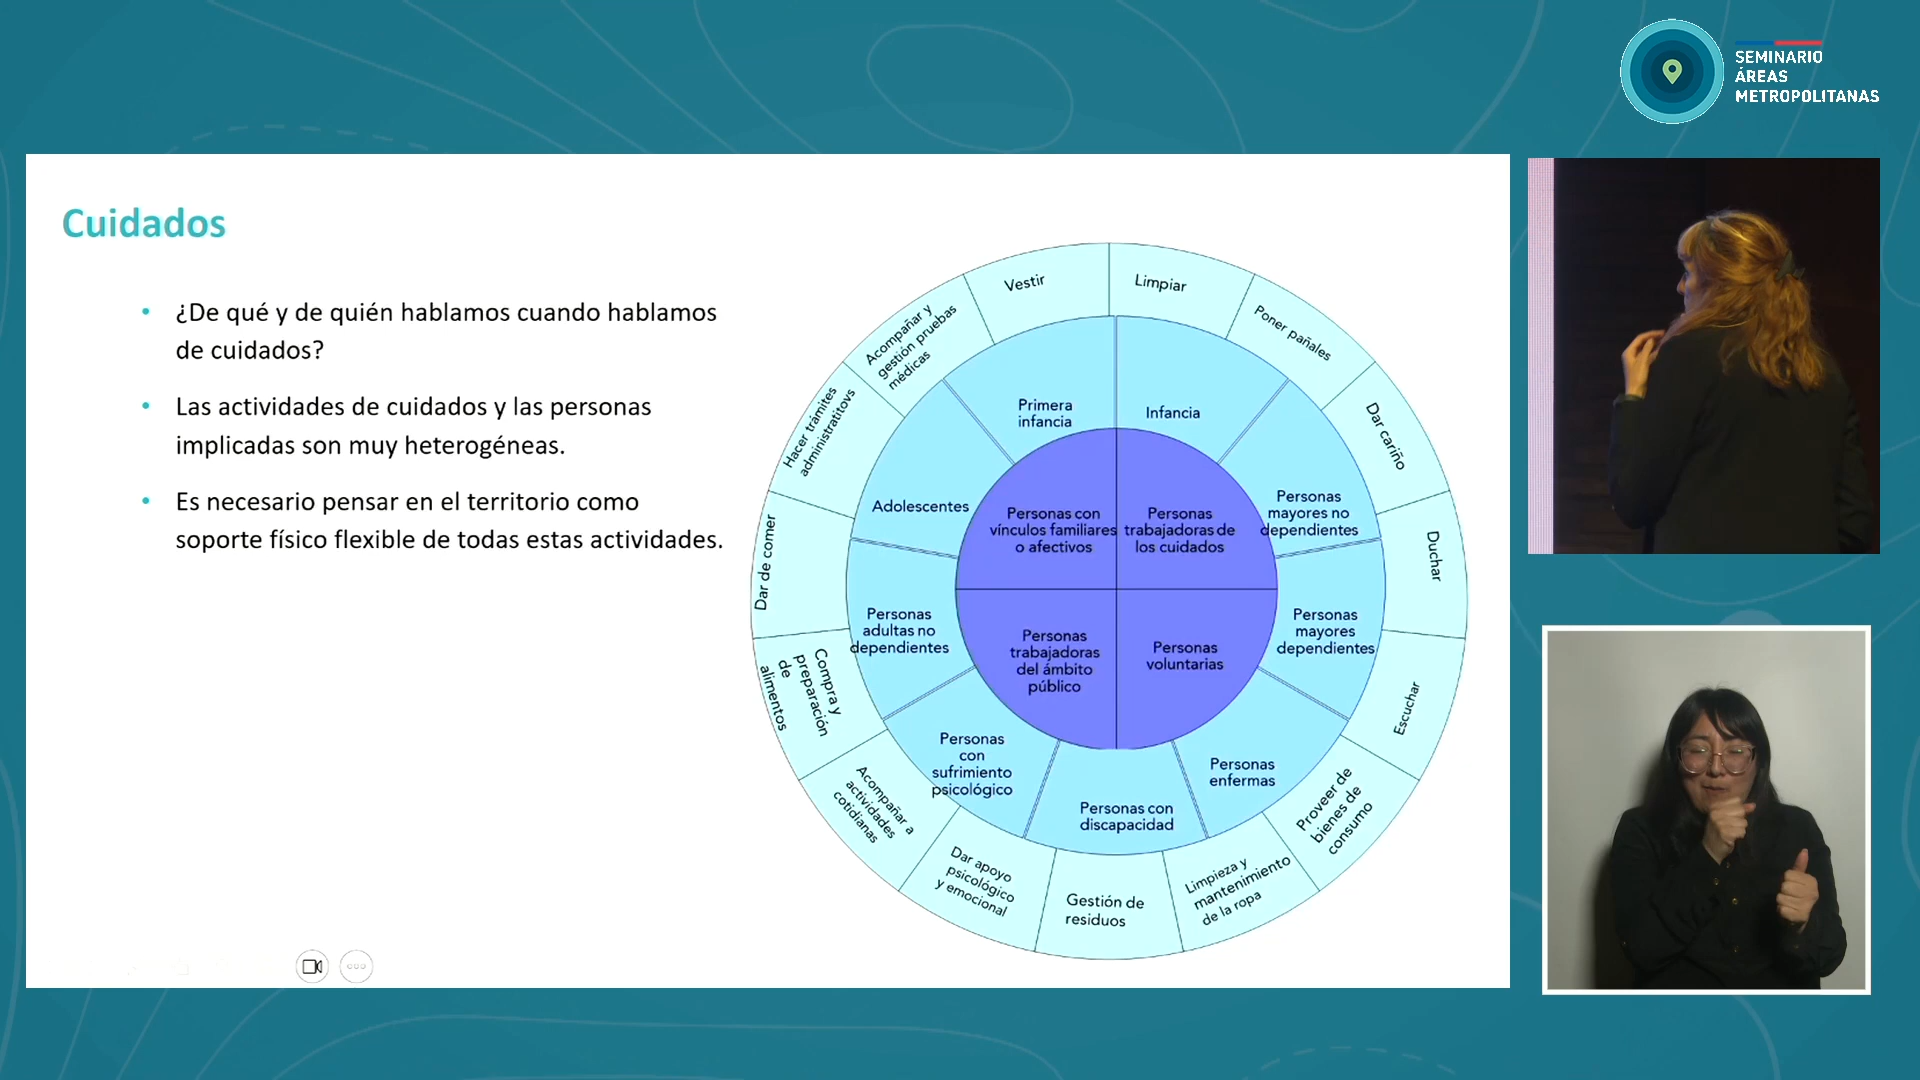 SEMINARIO
ÁREAS
METROPOLITANAS
Cuidados
• ¿De qué y de quién hablamos cuando hablamos
de cuidados?
• Las actividades de cuidados y las personas
implicadas son muy heterogéneas.
• Es necesario pensar en el territorio como
soporte físico flexible de todas estas actividades.
Vestir
Limpiar
Poner pañales
Dar cariño
Duchar
Escuchar
Proveer de
bienes de
consumo
Limpieza y
mantenimiento
de la ropa
Gestión de
residuos
Dar apoyo
psicológico
y emocional
Acompañar a
actividades
cotidianas
Compra y
preparación
de
alimentos
Dar de comer
Hacer trámites
administratitovs
Acompañar y
gestión pruebas
médicas
Primera
infancia
Infancia
Personas
mayores no
dependientes
Personas
mayores
dependientes
Personas
enfermas
Personas con
discapacidad
Personas
con
sufrimiento
psicológico
Personas
adultas no
dependientes
Adolescentes
Personas con
vínculos familiares
o afectivos
Personas
trabajadoras de
los cuidados
Personas
trabajadoras
del ámbito
público
Personas
voluntarias